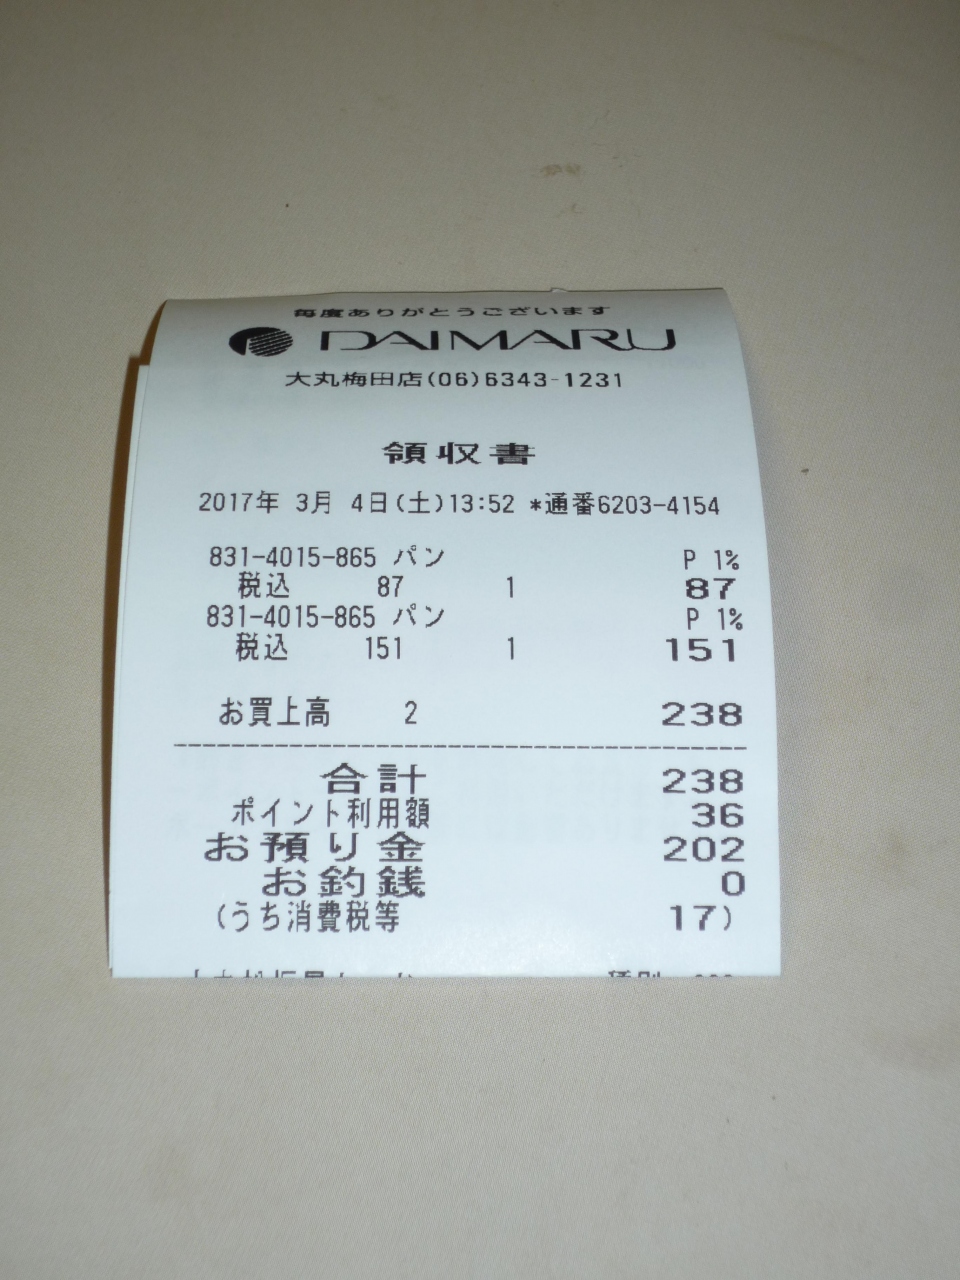 毎度ありがとうございます
DAIMARU
大丸梅田店(06)6343-1231
領収書
2017年 3月 4日(土)13:52 *通番6203-4154
831-4015-865 パン P 1%
税込 87 1 87
831-4015-865 パン P 1%
税込 151 1 151
お買上高 2 238
合計 238
ポイント利用額 36
お預り金 202
お釣銭 0
(うち消費税等 17)